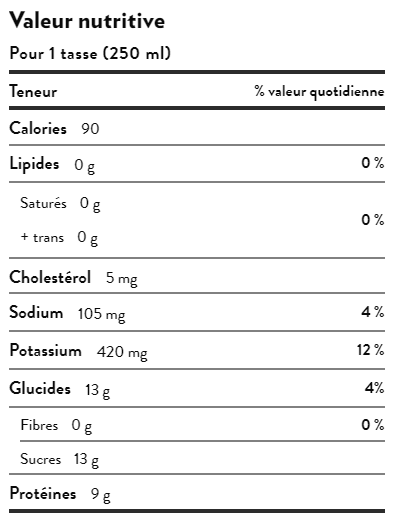 Valeur nutritive
Pour 1 tasse (250 ml)
Teneur % valeur quotidienne
Calories 90
Lipides 0 g 0 %
Saturés 0 g
0 %
+ trans 0 g
Cholestérol 5 mg
Sodium 105 mg 4 %
Potassium 420 mg 12 %
Glucides 13 g 4%
Fibres 0 g 0 %
Sucres 13 g
Protéines 9 g